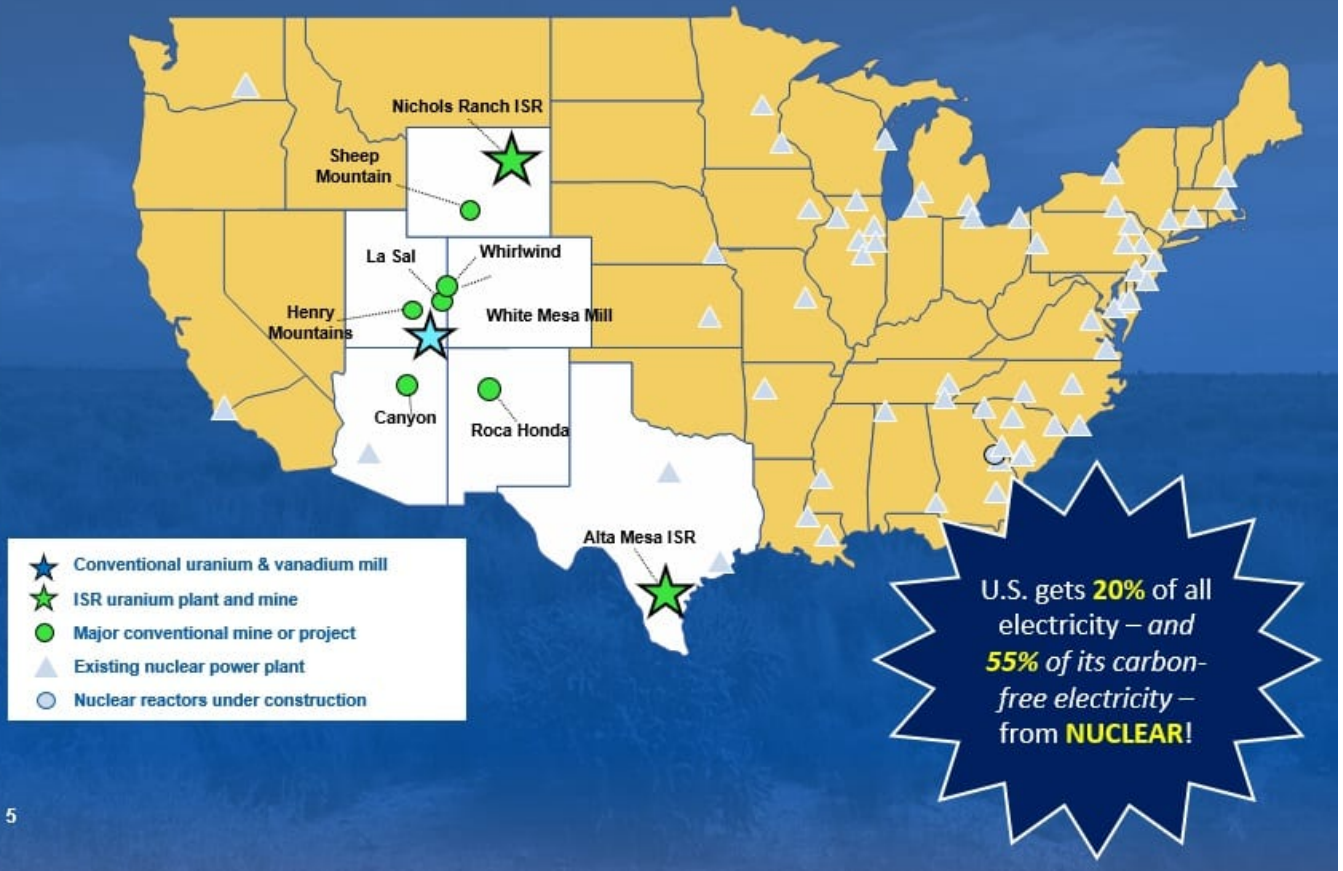 Nichols Ranch ISR
Sheep
Mountain
La Sal
Whirlwind
Henry
Mountains
White Mesa Mill
Canyon
Roca Honda
Alta Mesa ISR
Conventional uranium & vanadium mill
ISR uranium plant and mine
Major conventional mine or project
Existing nuclear power plant
Nuclear reactors under construction
U.S. gets 20% of all
electricity – and
55% of its carbon-
free electricity –
from NUCLEAR!
5